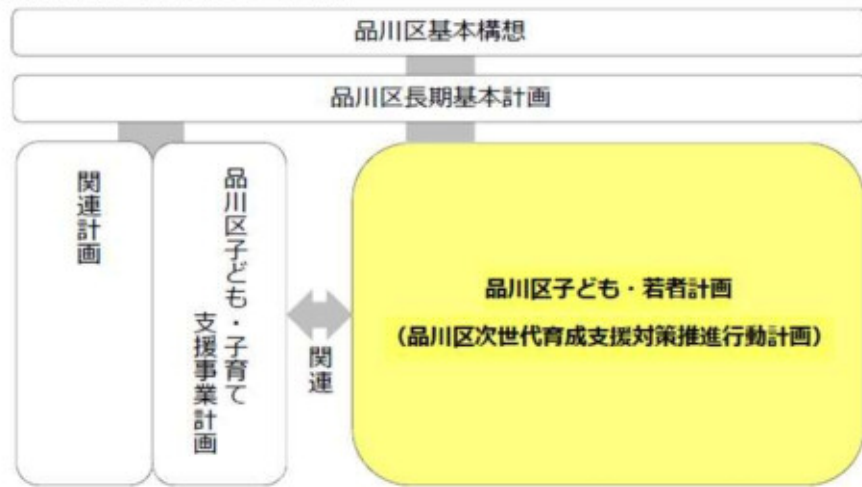 品川区基本構想
品川区長期基本計画
関連計画
品川区子ども・子育て
支援事業計画
関連
品川区子ども・若者計画
（品川区次世代育成支援対策推進行動計画）